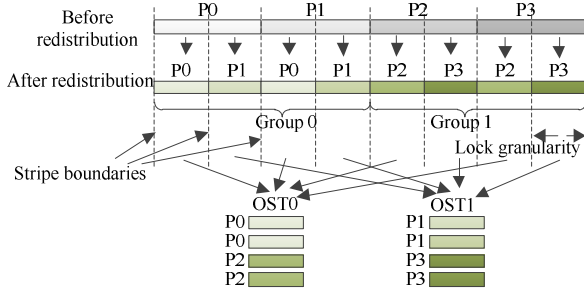 P0 P1 P2 P3
Before
redistribution
After redistribution
P0 P1 P0 P1 P2 P3 P2 P3
Group 0 Group 1
Lock granularity
Stripe boundaries
OST0 OST1
P0 P1
P0 P1
P2 P3
P2 P3